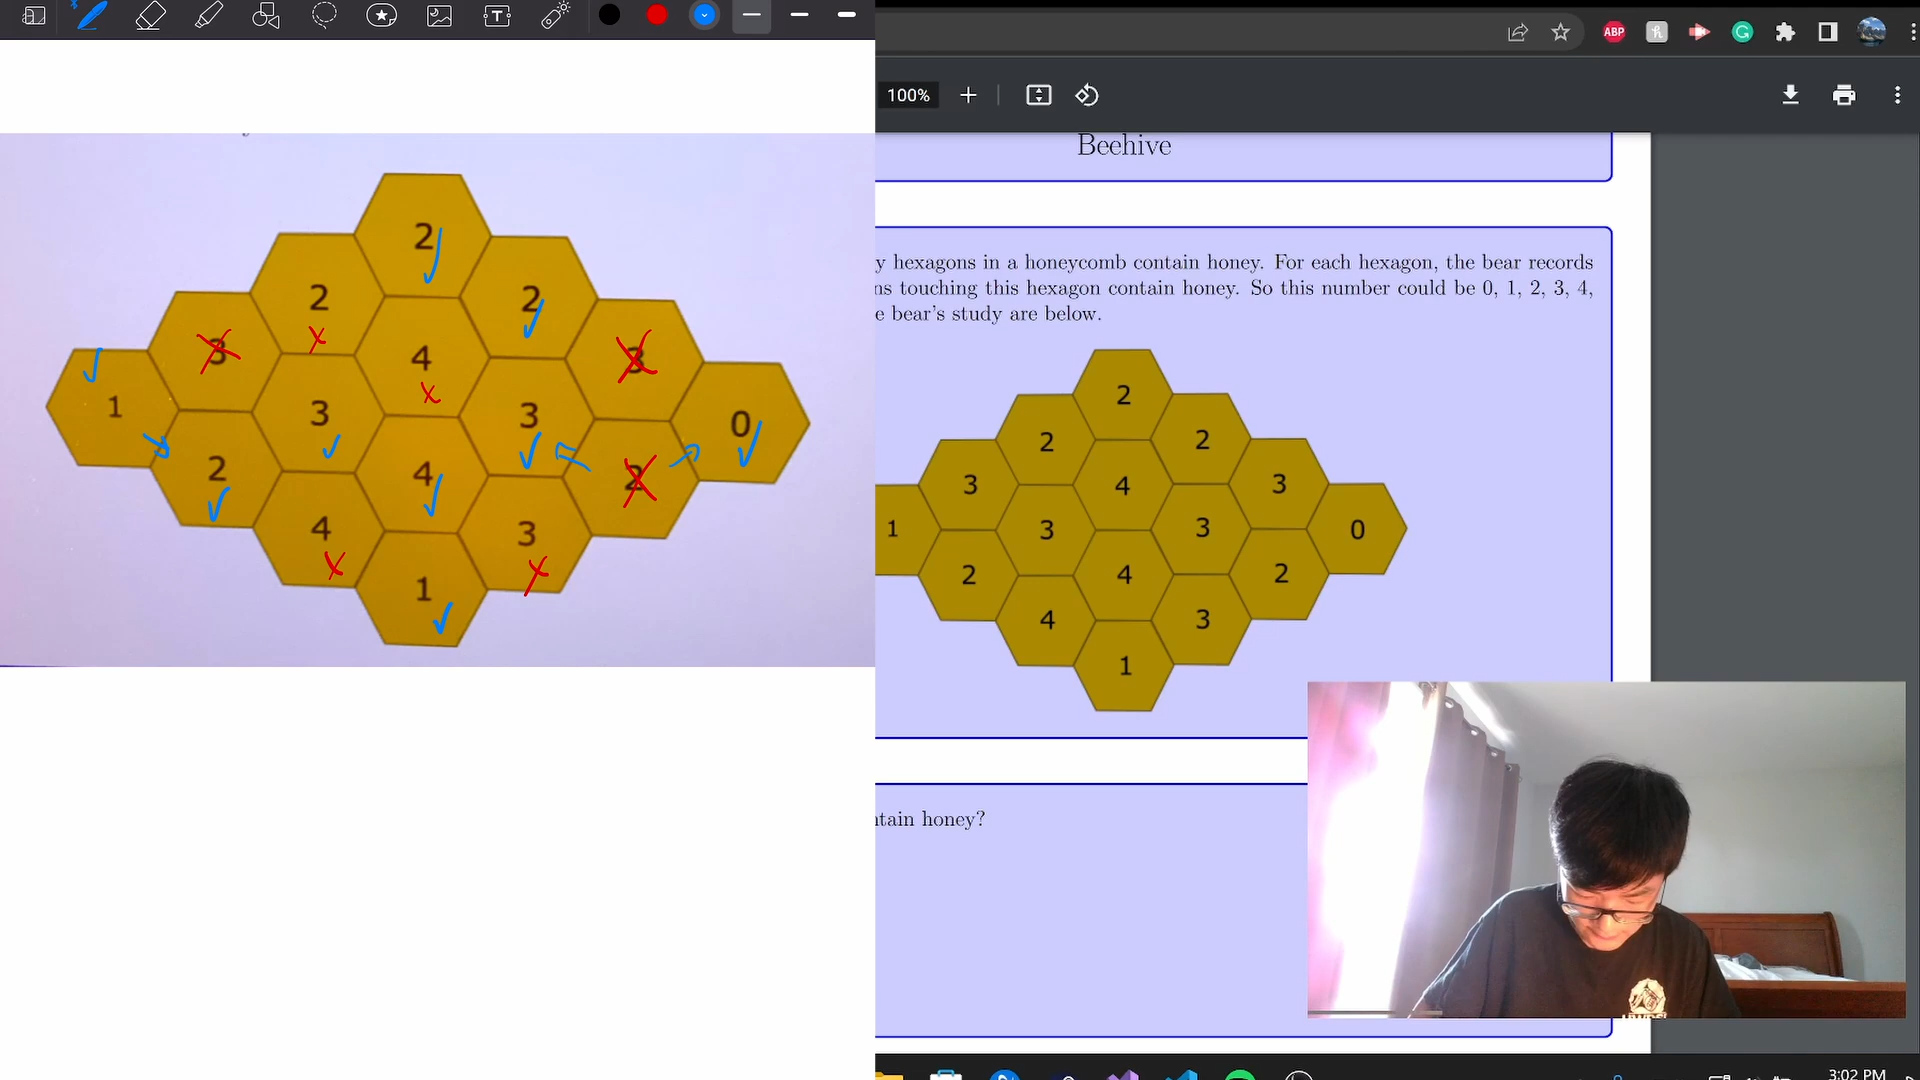 T
100%
ABP
Beehive
y hexagons in a honeycomb contain honey. For each hexagon, the bear records
ns touching this hexagon contain honey. So this number could be 0, 1, 2, 3, 4,
e bear's study are below.
2
2 2
3 4 3
1 3 3 0
2 4 2
4 3
1
2
2 2
3 4 3
1 3 3 0
2 4 2
4 3
1
ntain honey?
3:02 PM